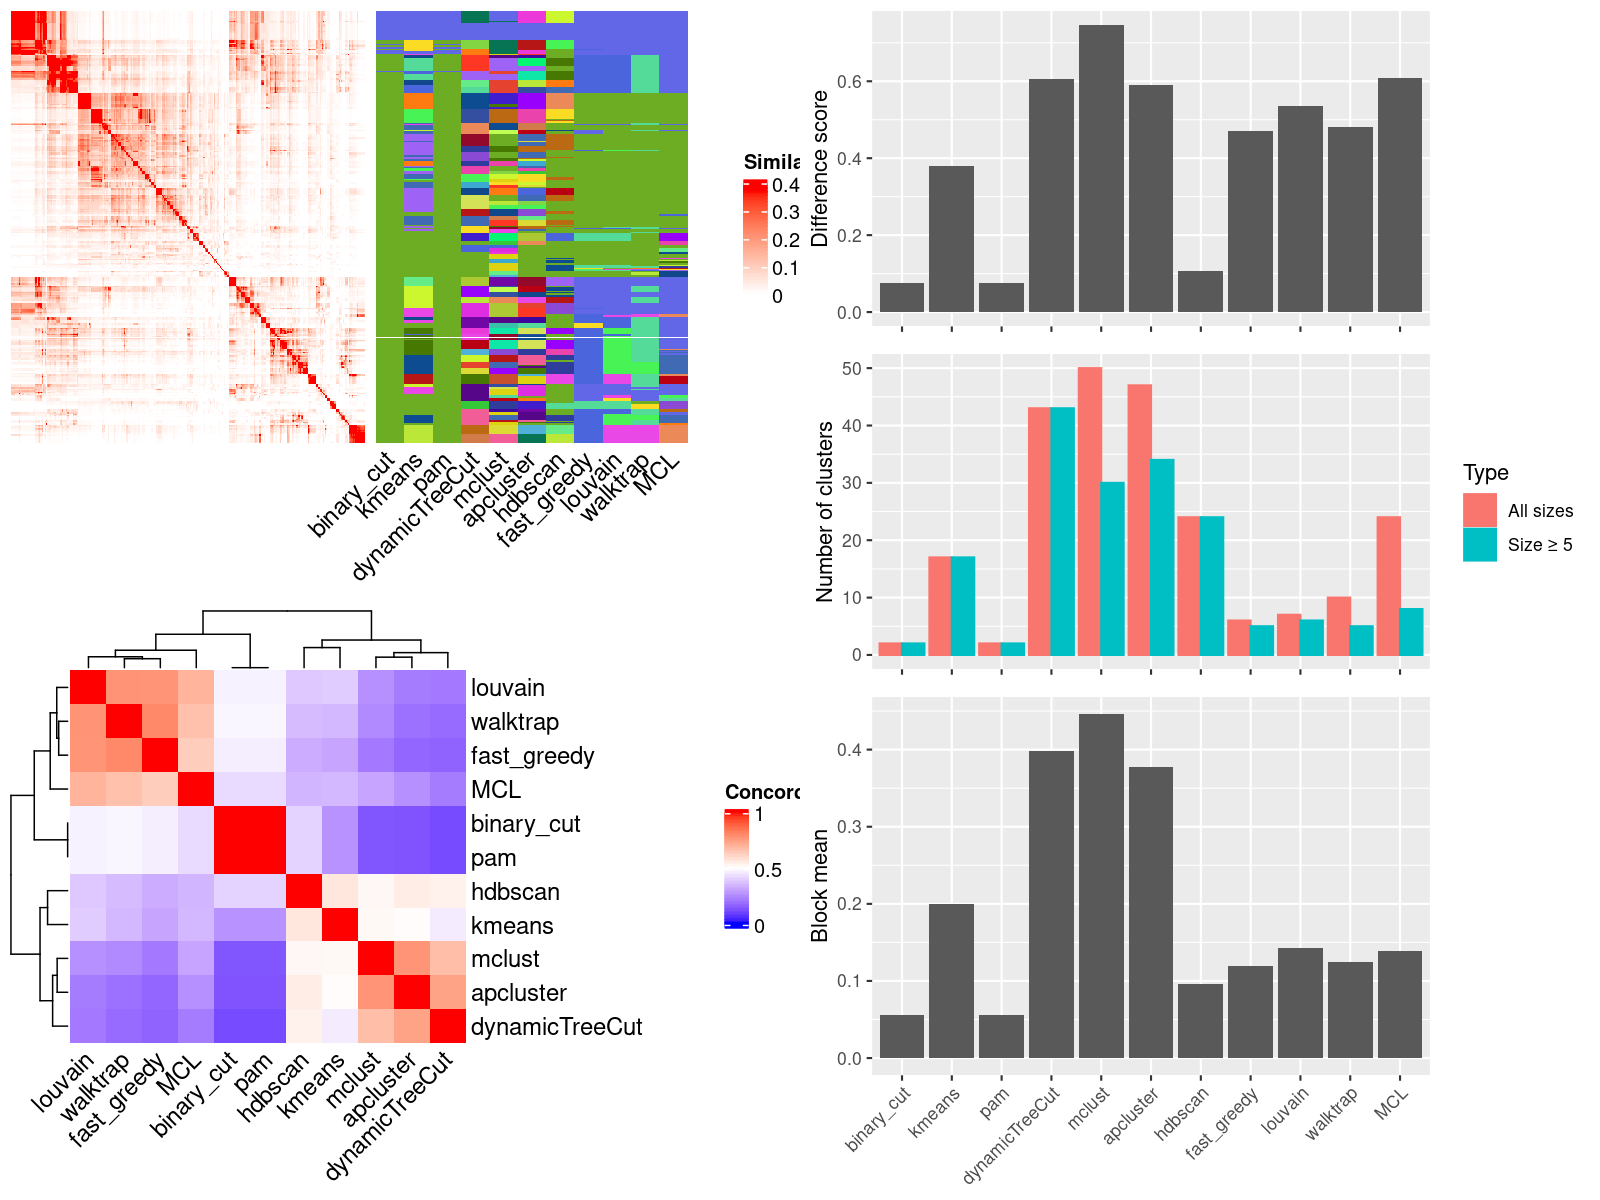 Simila
0.4
0.3
0.2
0.1
0
binary_cut
kmeans
pam
dynamicTreeCut
mclust
apcluster
hdbscan
fast_greedy
louvain
walktrap
MCL
louvain
walktrap
fast_greedy
MCL
binary_cut
pam
hdbscan
kmeans
mclust
apcluster
dynamicTreeCut
louvain
walktrap
fast_greedy
MCL
binary_cut
pam
hdbscan
kmeans
mclust
apcluster
dynamicTreeCut
Concord
1
0.5
0
Difference score
0.6
0.4
0.2
0.0
Number of clusters
50
40
30
20
10
0
Type
All sizes
Size ≥ 5
Block mean
0.4
0.3
0.2
0.1
0.0
binary_cut
kmeans
pam
dynamicTreeCut
mclust
apcluster
hdbscan
fast_greedy
louvain
walktrap
MCL